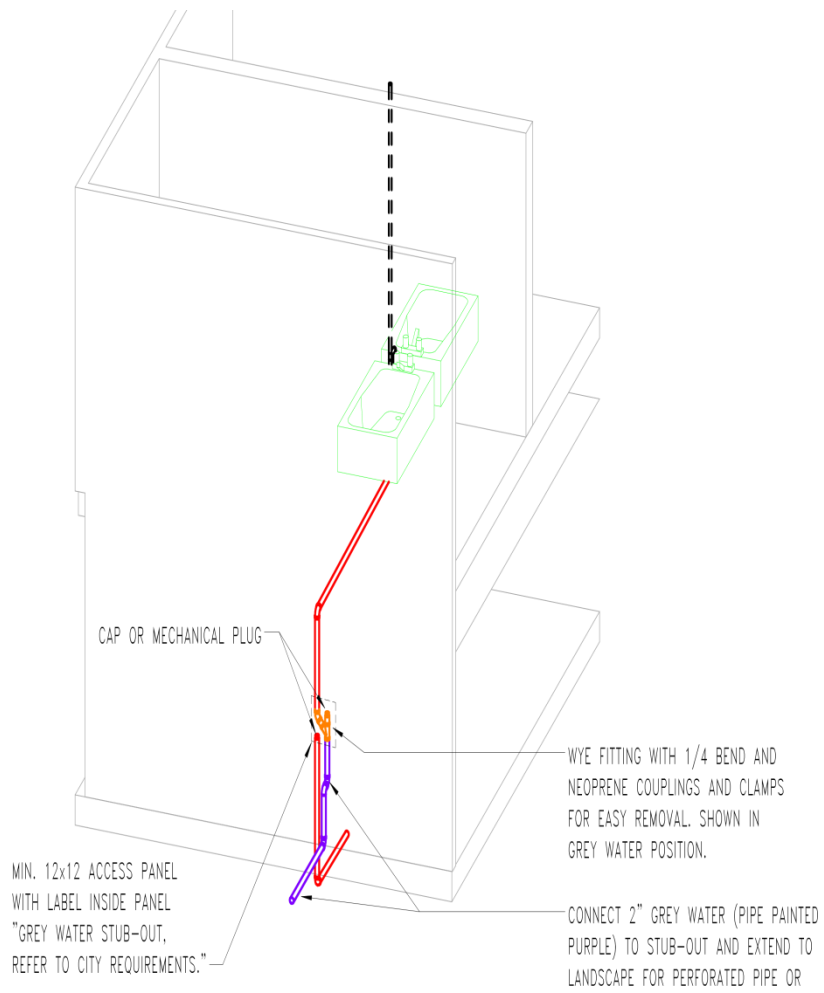 CAP OR MECHANICAL PLUG
WYE FITTING WITH 1/4 BEND AND
NEOPRENE COUPLINGS AND CLAMPS
FOR EASY REMOVAL. SHOWN IN
GREY WATER POSITION.
MIN. 12x12 ACCESS PANEL
WITH LABEL INSIDE PANEL
"GREY WATER STUB-OUT,
REFER TO CITY REQUIREMENTS."
CONNECT 2" GREY WATER (PIPE PAINTED
PURPLE) TO STUB-OUT AND EXTEND TO
LANDSCAPE FOR PERFORATED PIPE OR